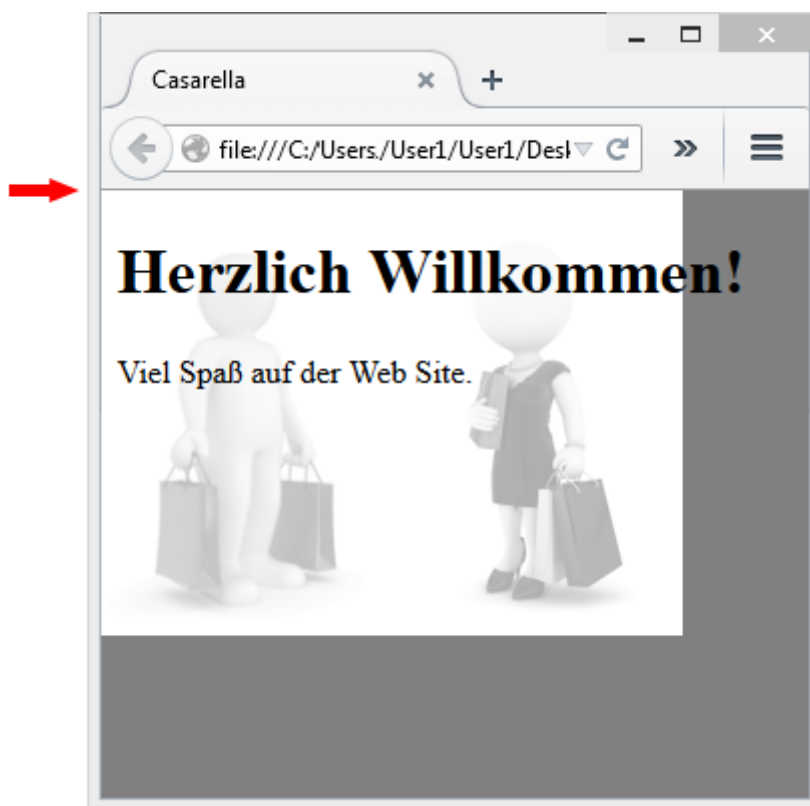 Casarella
file:///C:/Users./User1/User1/Desk
Herzlich Willkommen!
Viel Spaß auf der Web Site.